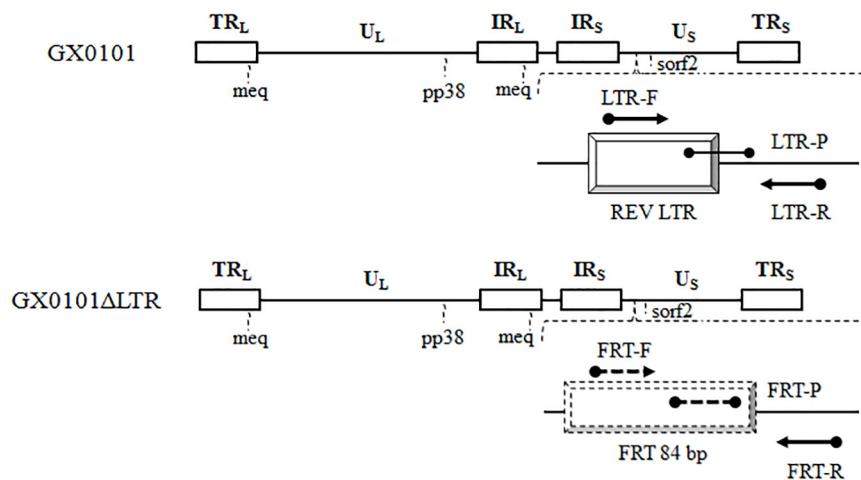 TRL UL IRL IRS US TRS
GX0101
meq pp38 meq sorf2
LTR-F
LTR-P
REV LTR LTR-R
TRL UL IRL IRS US TRS
GX0101ΔLTR
meq pp38 meq sorf2
FRT-F
FRT-P
FRT 84 bp
FRT-R